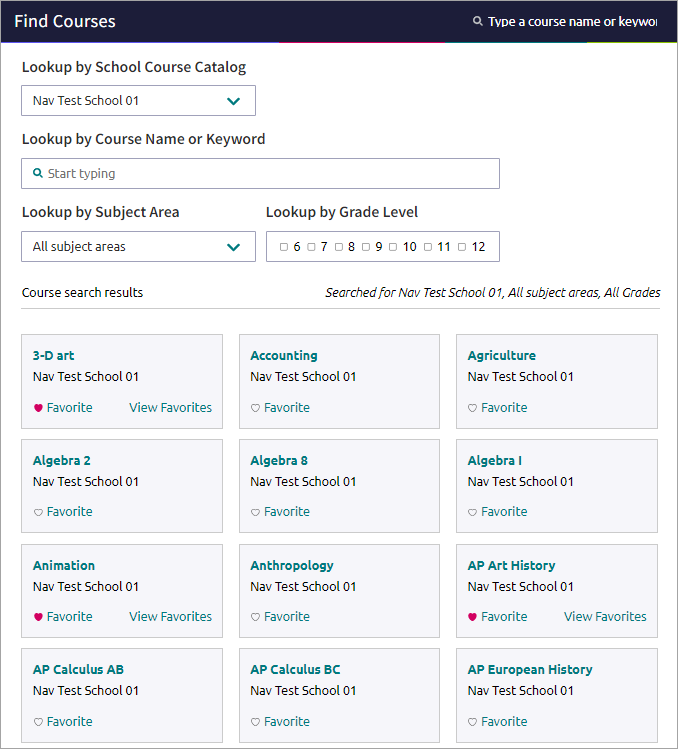 Find Courses
Type a course name or keywor
Lookup by School Course Catalog
Nav Test School 01
Lookup by Course Name or Keyword
Start typing
Lookup by Subject Area Lookup by Grade Level
All subject areas 6 7 8 9 10 11 12
Course search results Searched for Nav Test School 01, All subject areas, All Grades
3-D art
Nav Test School 01
Favorite View Favorites
Accounting
Nav Test School 01
Favorite
Agriculture
Nav Test School 01
Favorite
Algebra 2
Nav Test School 01
Favorite
Algebra 8
Nav Test School 01
Favorite
Algebra I
Nav Test School 01
Favorite
Animation
Nav Test School 01
Favorite View Favorites
Anthropology
Nav Test School 01
Favorite
AP Art History
Nav Test School 01
Favorite View Favorites
AP Calculus AB
Nav Test School 01
Favorite
AP Calculus BC
Nav Test School 01
Favorite
AP European History
Nav Test School 01
Favorite